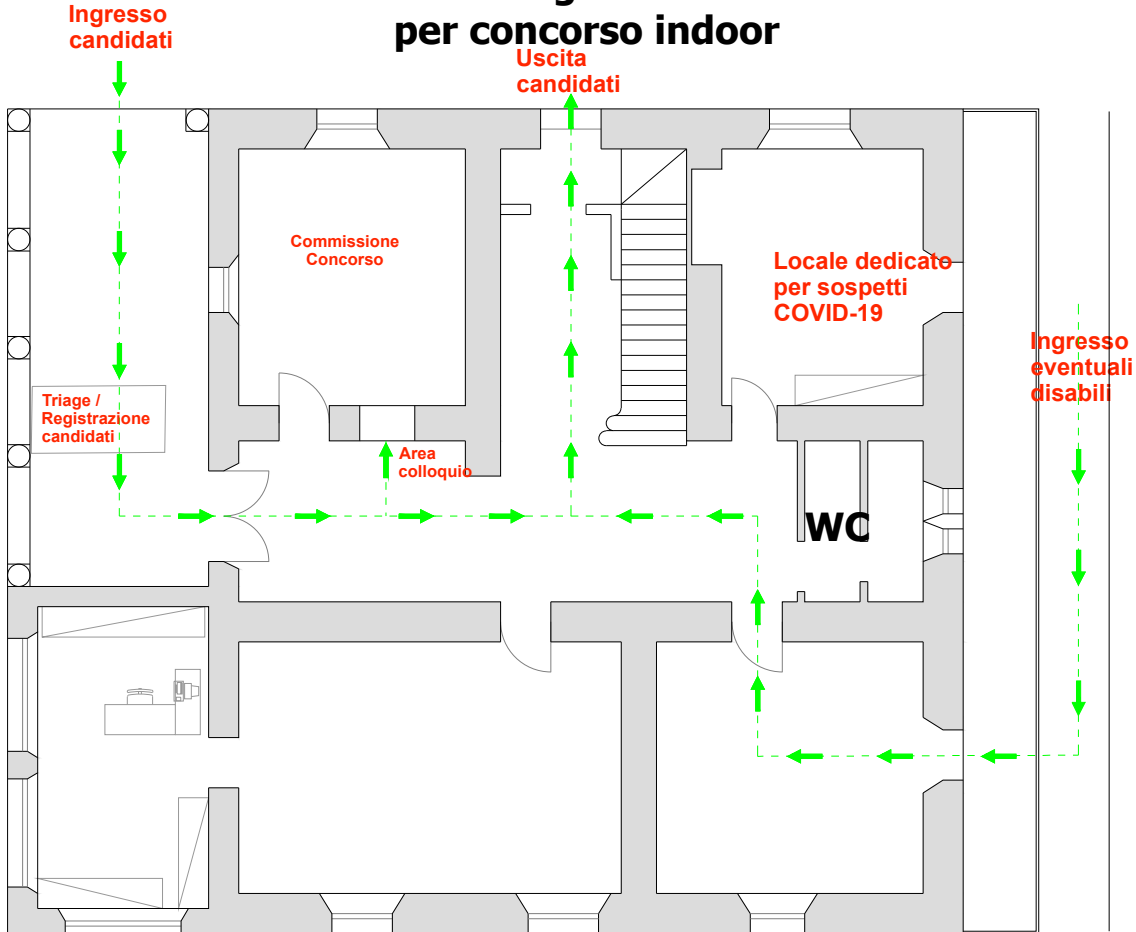 per concorso indoor
Ingresso
candidati
Uscita
candidati
Commissione
Concorso
Locale dedicato
per sospetti
COVID-19
Ingresso
eventuali
disabili
Triage /
Registrazione
candidati
Area
colloquio
WC